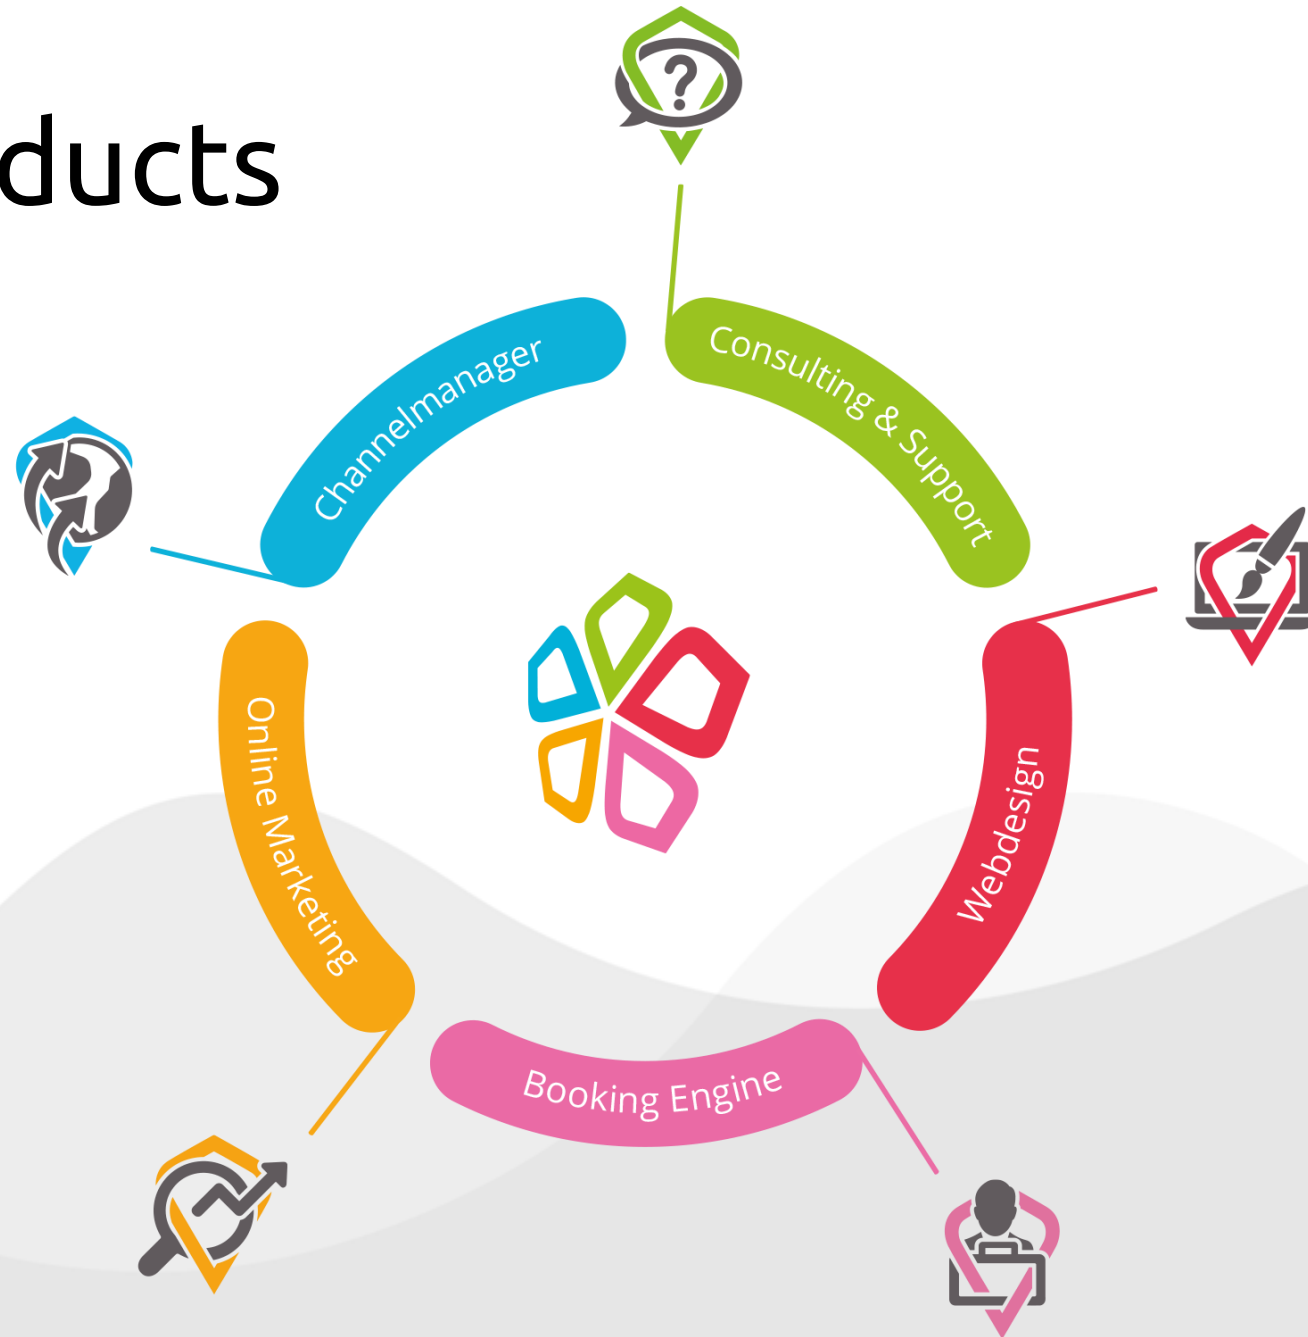 ducts
?
Channelmanager
Consulting & Support
Online Marketing
Webdesign
Booking Engine